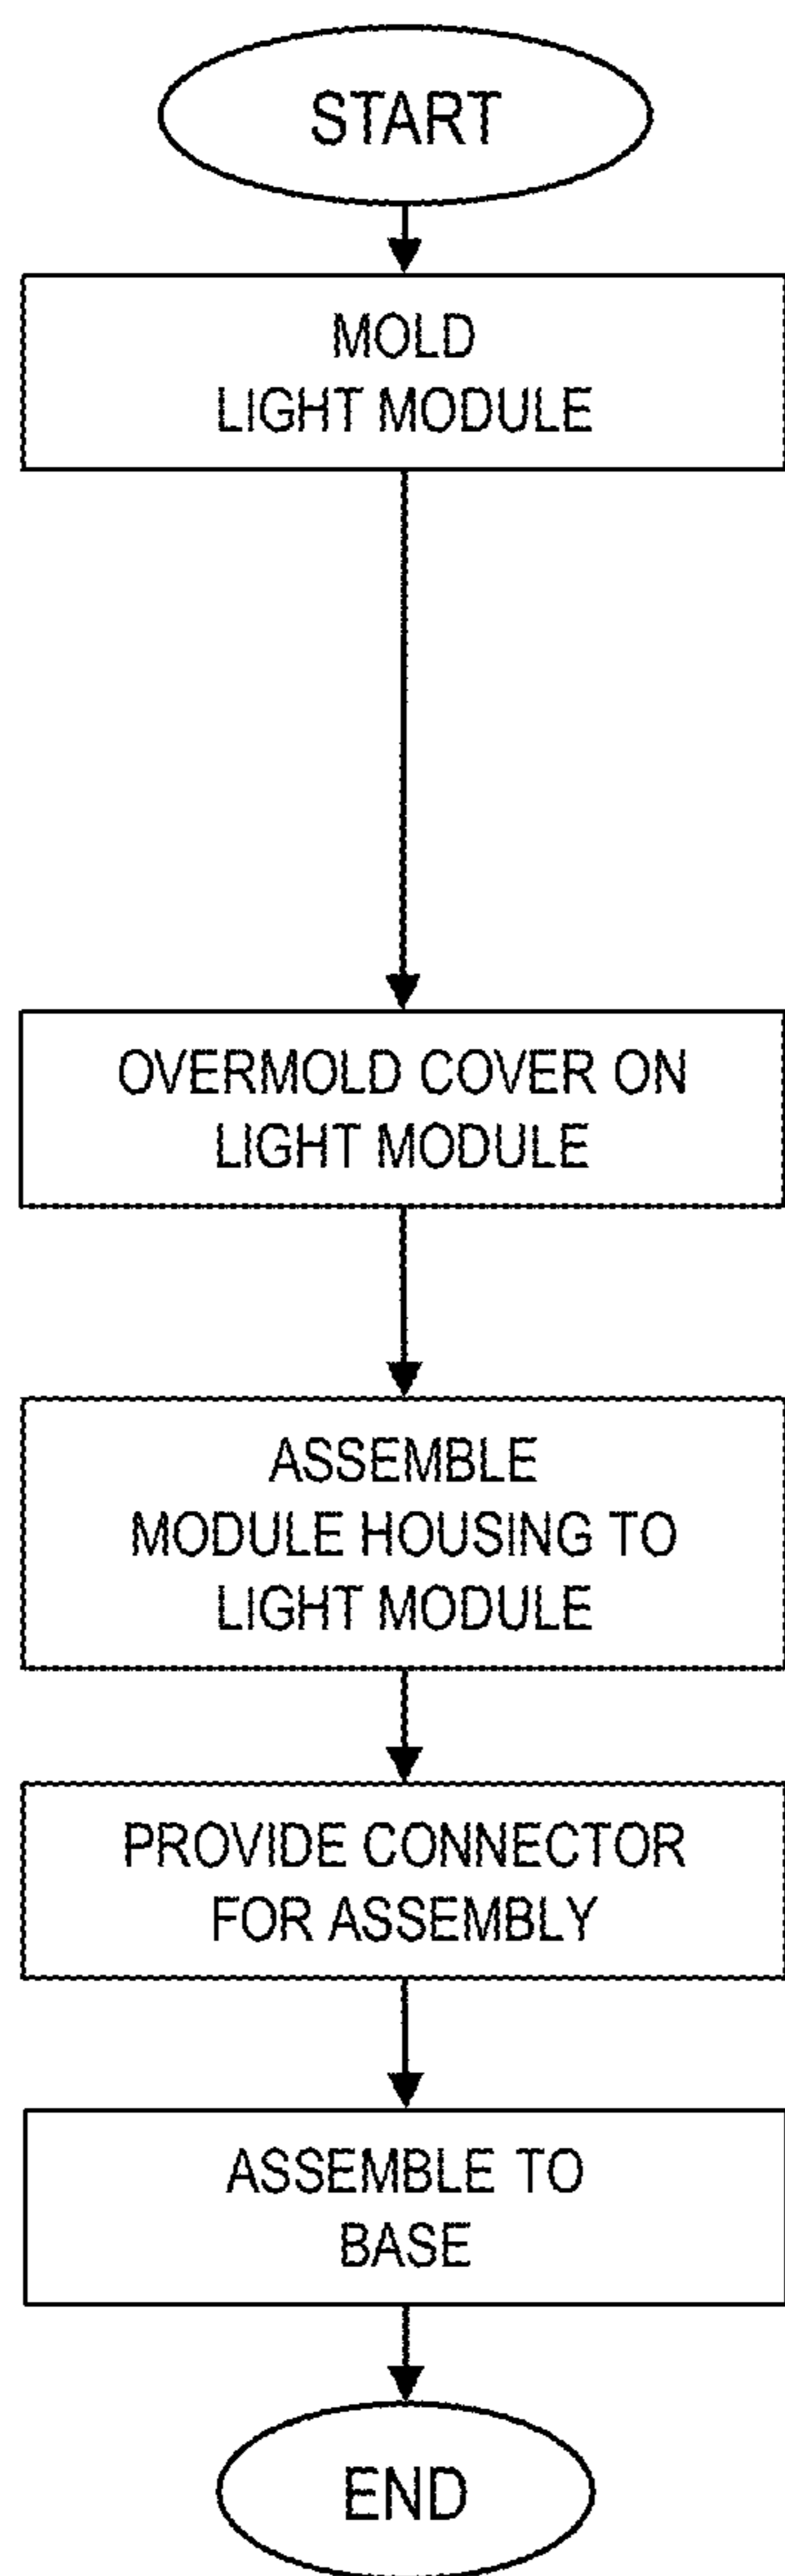 START
MOLD
LIGHT MODULE
OVERMOLD COVER ON
LIGHT MODULE
ASSEMBLE
MODULE HOUSING TO
LIGHT MODULE
PROVIDE CONNECTOR
FOR ASSEMBLY
ASSEMBLE TO
BASE
END